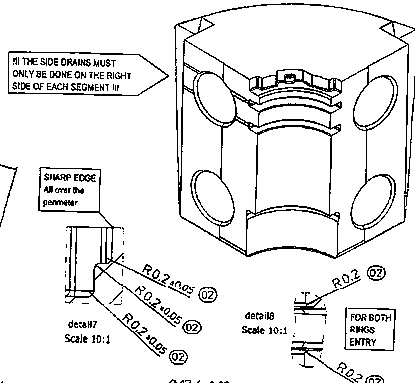 !!! THE SIDE DRAINS MUST
ONLY BE DONE ON THE RIGHT
SIDE OF EACH SEGMENT !!!
SHARP EDGE
All over the
perimeter
R0.2 ±0.05 02
R0.2 ±0.05 02
R0.2 ±0.05 02
detail7
Scale 10:1
R0.2 02
detail8
Scale 10:1
FOR BOTH
RINGS
ENTRY
R0.2 02